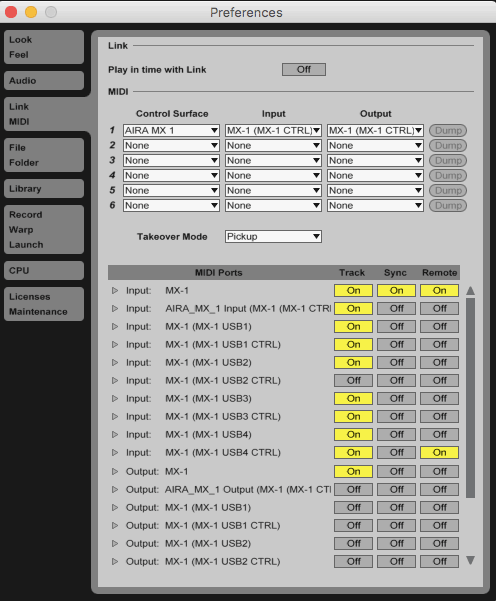 Preferences
Look
Feel
Audio
Link
MIDI
File
Folder
Library
Record
Warp
Launch
CPU
Licenses
Maintenance
Link
Play in time with Link Off
MIDI
Control Surface Input Output
1 AIRA MX 1 MX-1 (MX-1 CTRL) MX-1 (MX-1 CTRL) Dump
2 None None None Dump
3 None None None Dump
4 None None None Dump
5 None None None Dump
6 None None None Dump
Takeover Mode Pickup
MIDI Ports Track Sync Remote
Input: MX-1 On On On
Input: AIRA_MX_1 Input (MX-1 (MX-1 CTRI On Off Off
Input: MX-1 (MX-1 USB1) On Off Off
Input: MX-1 (MX-1 USB1 CTRL) On Off Off
Input: MX-1 (MX-1 USB2) On Off Off
Input: MX-1 (MX-1 USB2 CTRL) Off Off Off
Input: MX-1 (MX-1 USB3) On Off Off
Input: MX-1 (MX-1 USB3 CTRL) On Off Off
Input: MX-1 (MX-1 USB4) On Off Off
Input: MX-1 (MX-1 USB4 CTRL) On Off On
Output: MX-1 On Off Off
Output: AIRA_MX_1 Output (MX-1 (MX-1 CTI Off Off Off
Output: MX-1 (MX-1 USB1) Off Off Off
Output: MX-1 (MX-1 USB1 CTRL) Off Off Off
Output: MX-1 (MX-1 USB2) Off Off Off
Output: MX-1 (MX-1 USB2 CTRL) Off Off Off